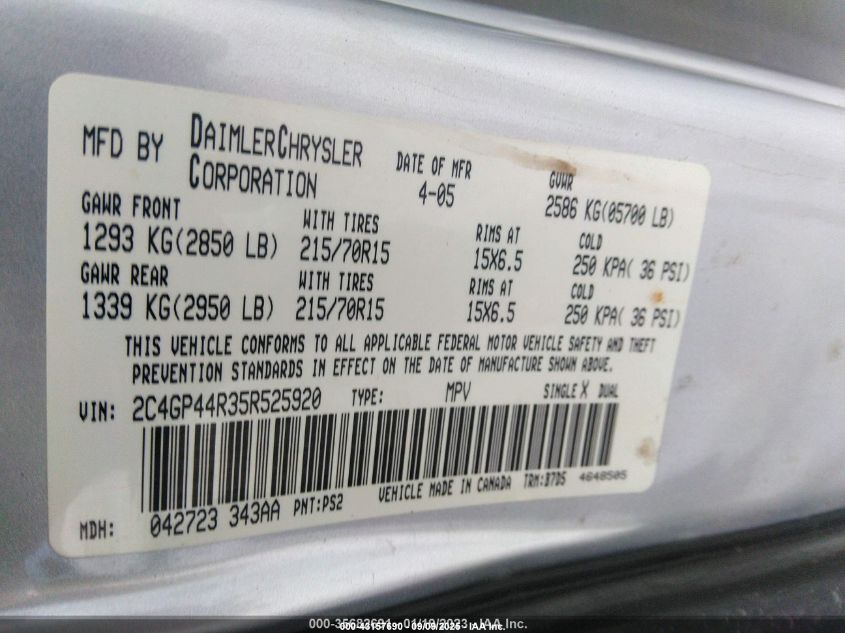 MFD BY DAIMLERCHRYSLER CORPORATION DATE OF MFR 4-05 GVWR 2586 KG(05700 LB)
GAWR FRONT WITH TIRES RIMS AT COLD
1293 KG(2850 LB) 215/70R15 15X6.5 250 KPA( 36 PSI)
GAWR REAR WITH TIRES RIMS AT COLD
1339 KG(2950 LB) 215/70R15 15X6.5 250 KPA( 36 PSI)
THIS VEHICLE CONFORMS TO ALL APPLICABLE FEDERAL MOTOR VEHICLE SAFETY AND THEFT
PREVENTION STANDARDS IN EFFECT ON THE DATE OF MANUFACTURE SHOWN ABOVE.
VIN: 2C4GP44R35R525920 TYPE: MPV SINGLE X DUAL
MDH: 042723 343AA PNT:PS2 VEHICLE MADE IN CANADA TRM:B7D5 4648505
IAA Inc.